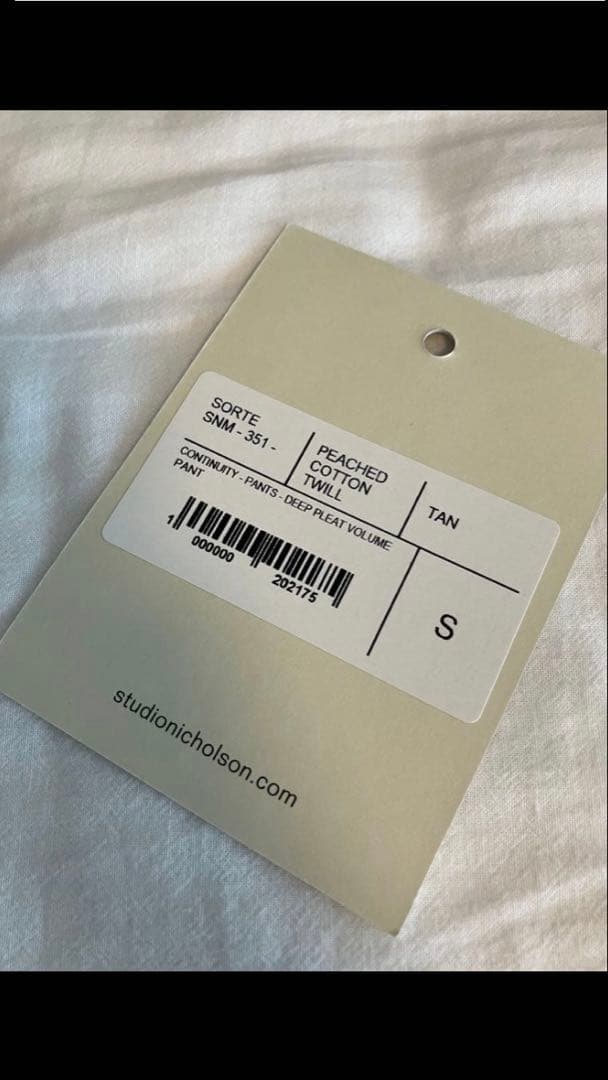 SORTE
SNM - 351 -
PEACHED
COTTON
TWILL
TAN
CONTINUITY - PANTS - DEEP PLEAT VOLUME
PANT
1 000000 202175
S
studionicholson.com